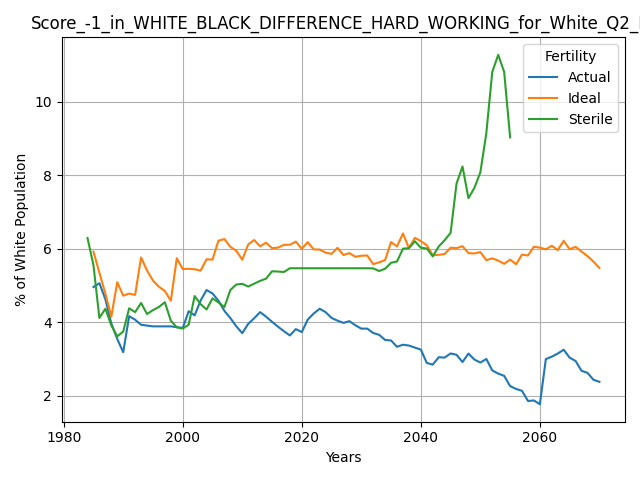 Score_-1_in_WHITE_BLACK_DIFFERENCE_HARD_WORKING_for_White_Q2_
Fertility
Actual
Ideal
Sterile
% of White Population
10
8
6
4
2
1980
2000
2020
2040
2060
Years